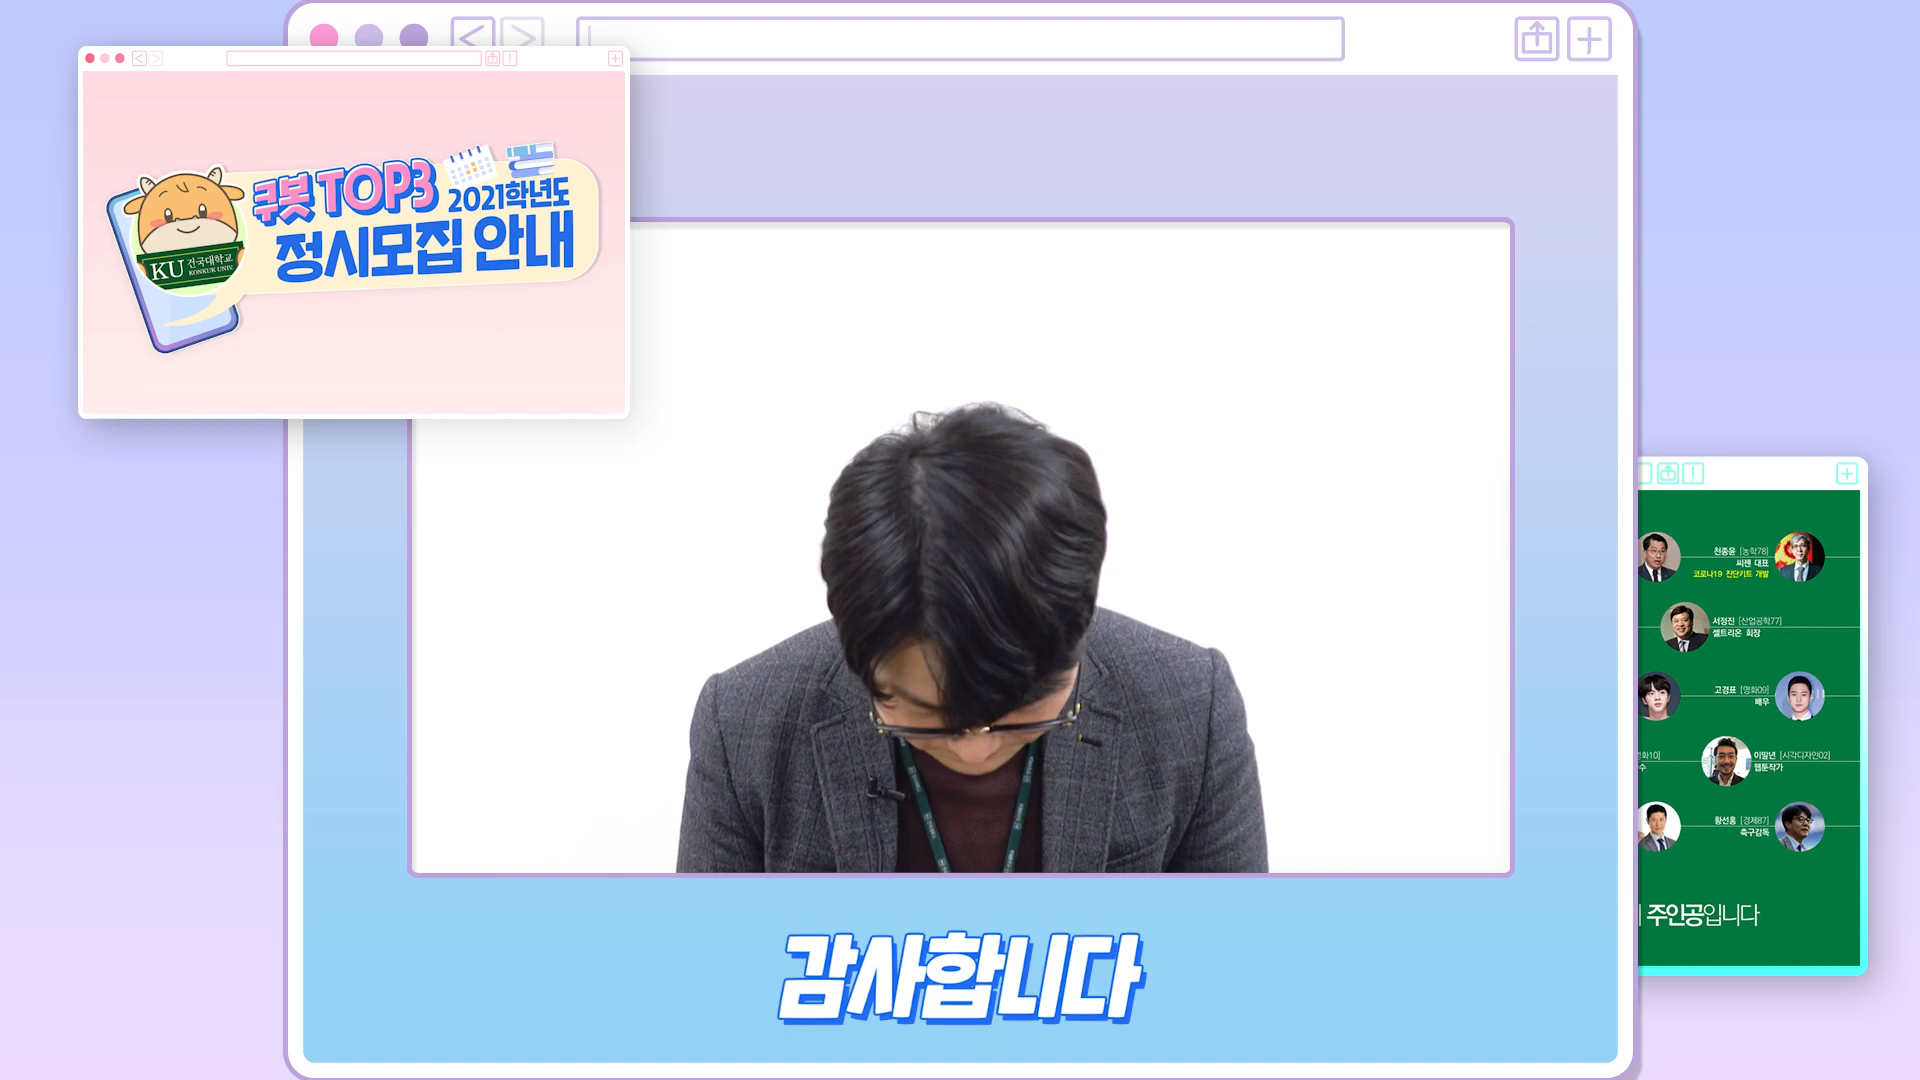 쿠봇 TOP3
2021학년도
정시모집 안내
KU 건국대학교
KONKUK UNIV.
천종윤 [농학78]
씨젠 대표
코로나19 진단키트 개발
서정진 [산업공학77]
셀트리온 회장
고경표 [영화09]
배우
이말년 [시각디자인02]
웹툰작가
황선홍 [경제87]
축구감독
주인공입니다
감사합니다